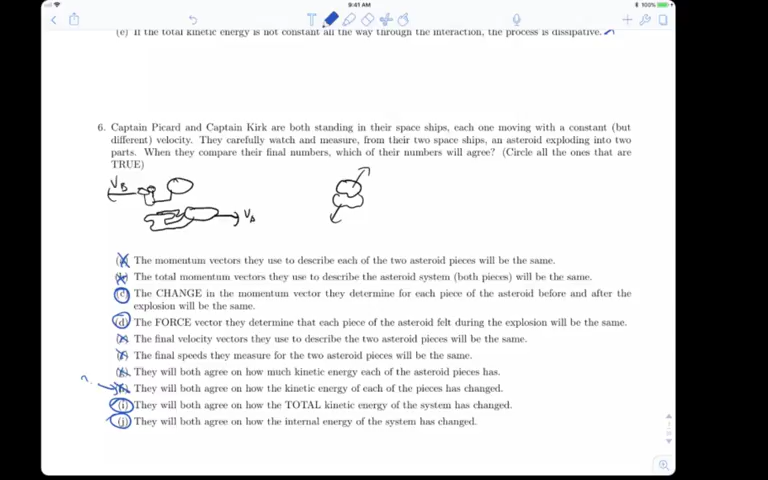 9:41 AM
100%
(e) If the total kinetic energy is not constant all the way through the interaction, the process is dissipative.
6. Captain Picard and Captain Kirk are both standing in their space ships, each one moving with a constant (but
different) velocity. They carefully watch and measure, from their two space ships, an asteroid exploding into two
parts. When they compare their final numbers, which of their numbers will agree? (Circle all the ones that are
TRUE)
VB
VA
The momentum vectors they use to describe each of the two asteroid pieces will be the same.
The total momentum vectors they use to describe the asteroid system (both pieces) will be the same.
(c) The CHANGE in the momentum vector they determine for each piece of the asteroid before and after the
explosion will be the same.
(d) The FORCE vector they determine that each piece of the asteroid felt during the explosion will be the same.
The final velocity vectors they use to describe the two asteroid pieces will be the same.
The final speeds they measure for the two asteroid pieces will be the same.
They will both agree on how much kinetic energy each of the asteroid pieces has.
They will both agree on how the kinetic energy of each of the pieces has changed.
(i) They will both agree on how the TOTAL kinetic energy of the system has changed.
(j) They will both agree on how the internal energy of the system has changed.